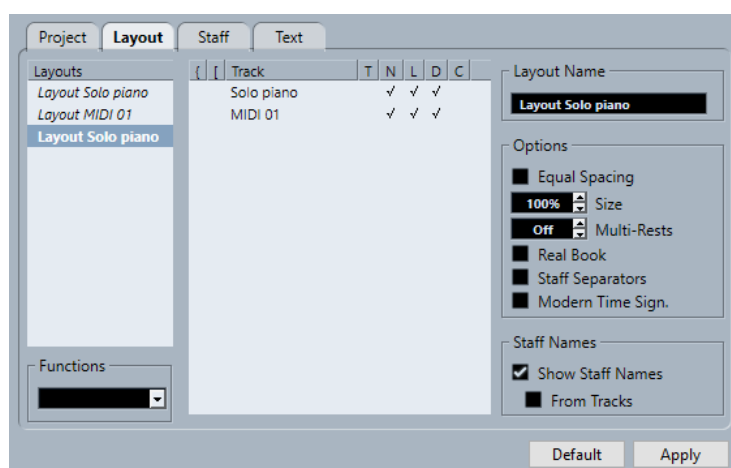 Project Layout Staff Text
Layouts
Layout Solo piano
Layout MIDI 01
Layout Solo piano
Functions
{ [ Track T N L D C
Solo piano √ √ √
MIDI 01 √ √ √
Layout Name
Layout Solo piano
Options
Equal Spacing
100% Size
Off Multi-Rests
Real Book
Staff Separators
Modern Time Sign.
Staff Names
Show Staff Names
From Tracks
Default Apply